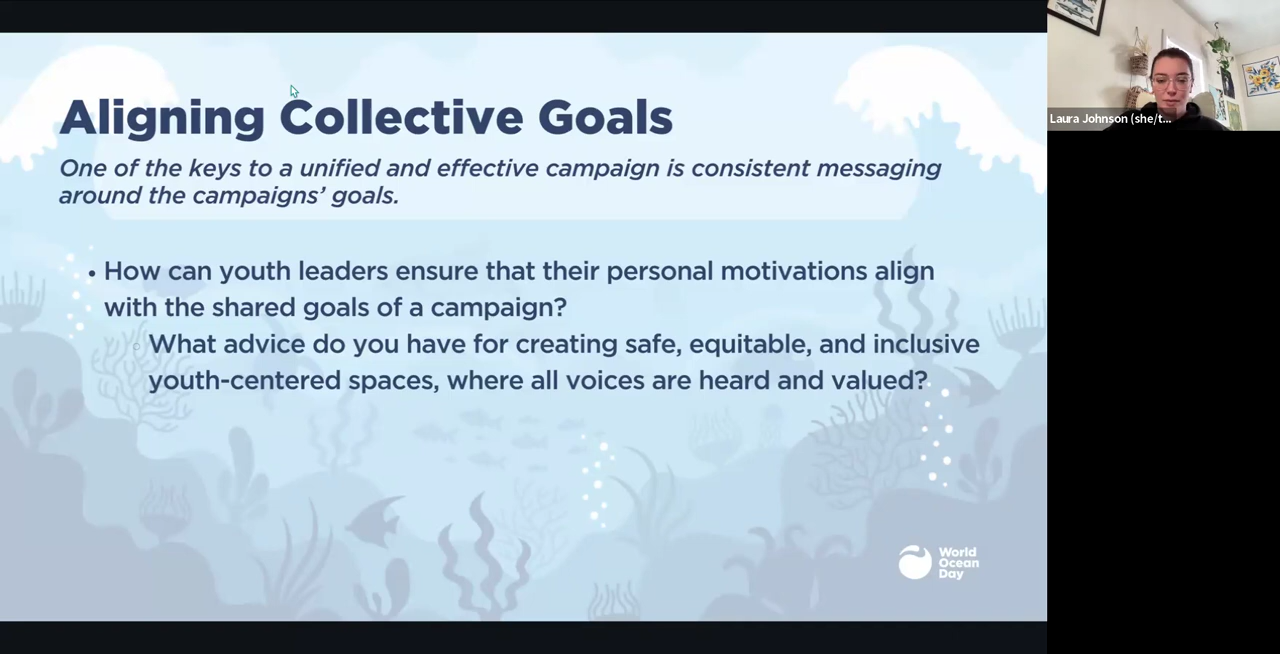 Aligning Collective Goals
One of the keys to a unified and effective campaign is consistent messaging
around the campaigns’ goals.
• How can youth leaders ensure that their personal motivations align
with the shared goals of a campaign?
What advice do you have for creating safe, equitable, and inclusive
youth-centered spaces, where all voices are heard and valued?
World
Ocean
Day
Laura Johnson (she/t...